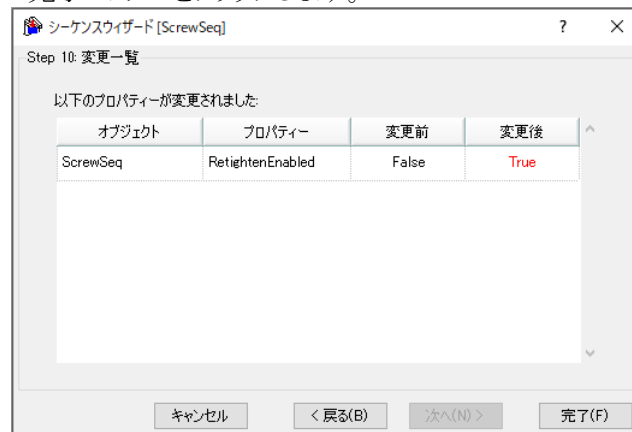 シーケンスウィザード [ScrewSeq]
? ×
Step 10: 変更一覧
以下のプロパティーが変更されました:
オブジェクト プロパティー 変更前 変更後
ScrewSeq RetightenEnabled False True
キャンセル < 戻る(B) 次へ(N) > 完了(F)